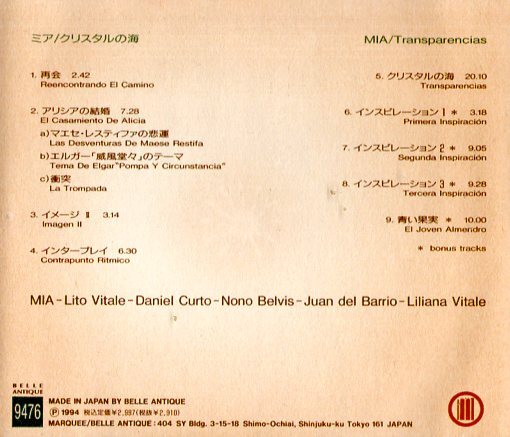 ミア/クリスタルの海
MIA/Transparencias
1. 再会 2.42
Reencontrando El Camino
2. アリシアの結婚 7.28
El Casamiento De Alicia
a)マエセ・レスティファの悲運
Las Desventuras De Maese Restifa
b)エルガー「威風堂々」のテーマ
Tema De Elgar"Pompa Y Circunstancia"
c)衝突
La Trompada
3. イメージ II 3.14
Imagen II
4. インタープレイ 6.30
Contrapunto Ritmico
5. クリスタルの海 20.10
Transparencias
6. インスピレーション 1 * 3.18
Primera Inspiración
7. インスピレーション 2 * 9.05
Segunda Inspiración
8. インスピレーション 3 * 9.28
Tercera Inspiración
9. 青い果実 * 10.00
El Joven Almendro
* bonus tracks
MIA–Lito Vitale–Daniel Curto–Nono Belvis–Juan del Barrio–Liliana Vitale
BELLE
ANTIQUE
9476
MADE IN JAPAN BY BELLE ANTIQUE
Ⓟ 1994 税込定価¥2,997(税抜¥2,910)
MARQUEE/BELLE ANTIQUE:404 SY Bldg. 3-15-18 Shimo-Ochiai, Shinjuku-ku Tokyo 161 JAPAN